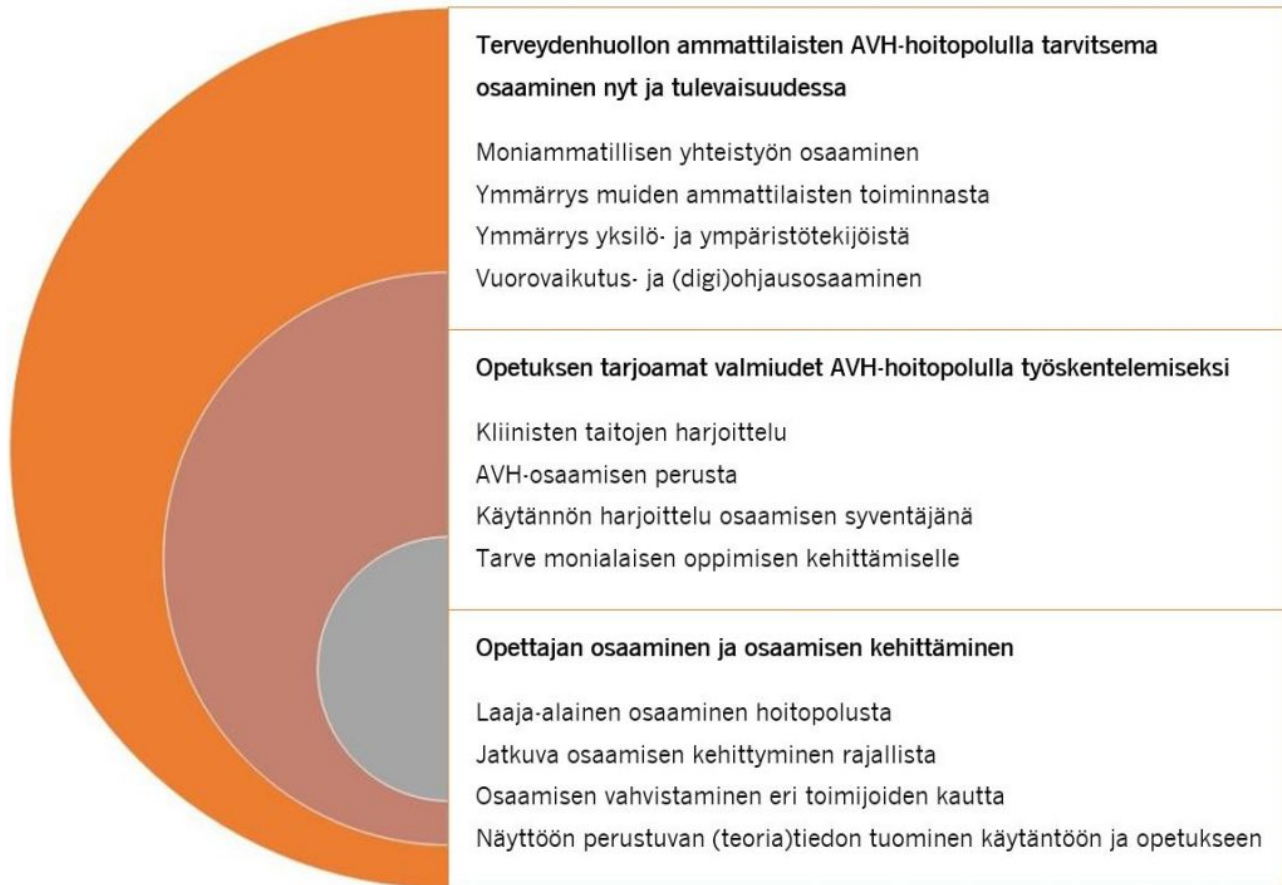 Terveydenhuollon ammattilaisten AVH-hoitopolulla tarvitsema
osaaminen nyt ja tulevaisuudessa
Moniammatillisen yhteistyön osaaminen
Ymmärrys muiden ammattilaisten toiminnasta
Ymmärrys yksilö- ja ympäristötekijöistä
Vuorovaikutus- ja (digi)ohjausosaaminen
Opetuksen tarjoamat valmiudet AVH-hoitopolulla työskentelemiseksi
Kliinisten taitojen harjoittelu
AVH-osaamisen perusta
Käytännön harjoittelu osaamisen syventäjänä
Tarve monialaisen oppimisen kehittämiselle
Opettajan osaaminen ja osaamisen kehittäminen
Laaja-alainen osaaminen hoitopolusta
Jatkuva osaamisen kehittyminen rajallista
Osaamisen vahvistaminen eri toimijoiden kautta
Näyttöön perustuvan (teoria)tiedon tuominen käytäntöön ja opetukseen